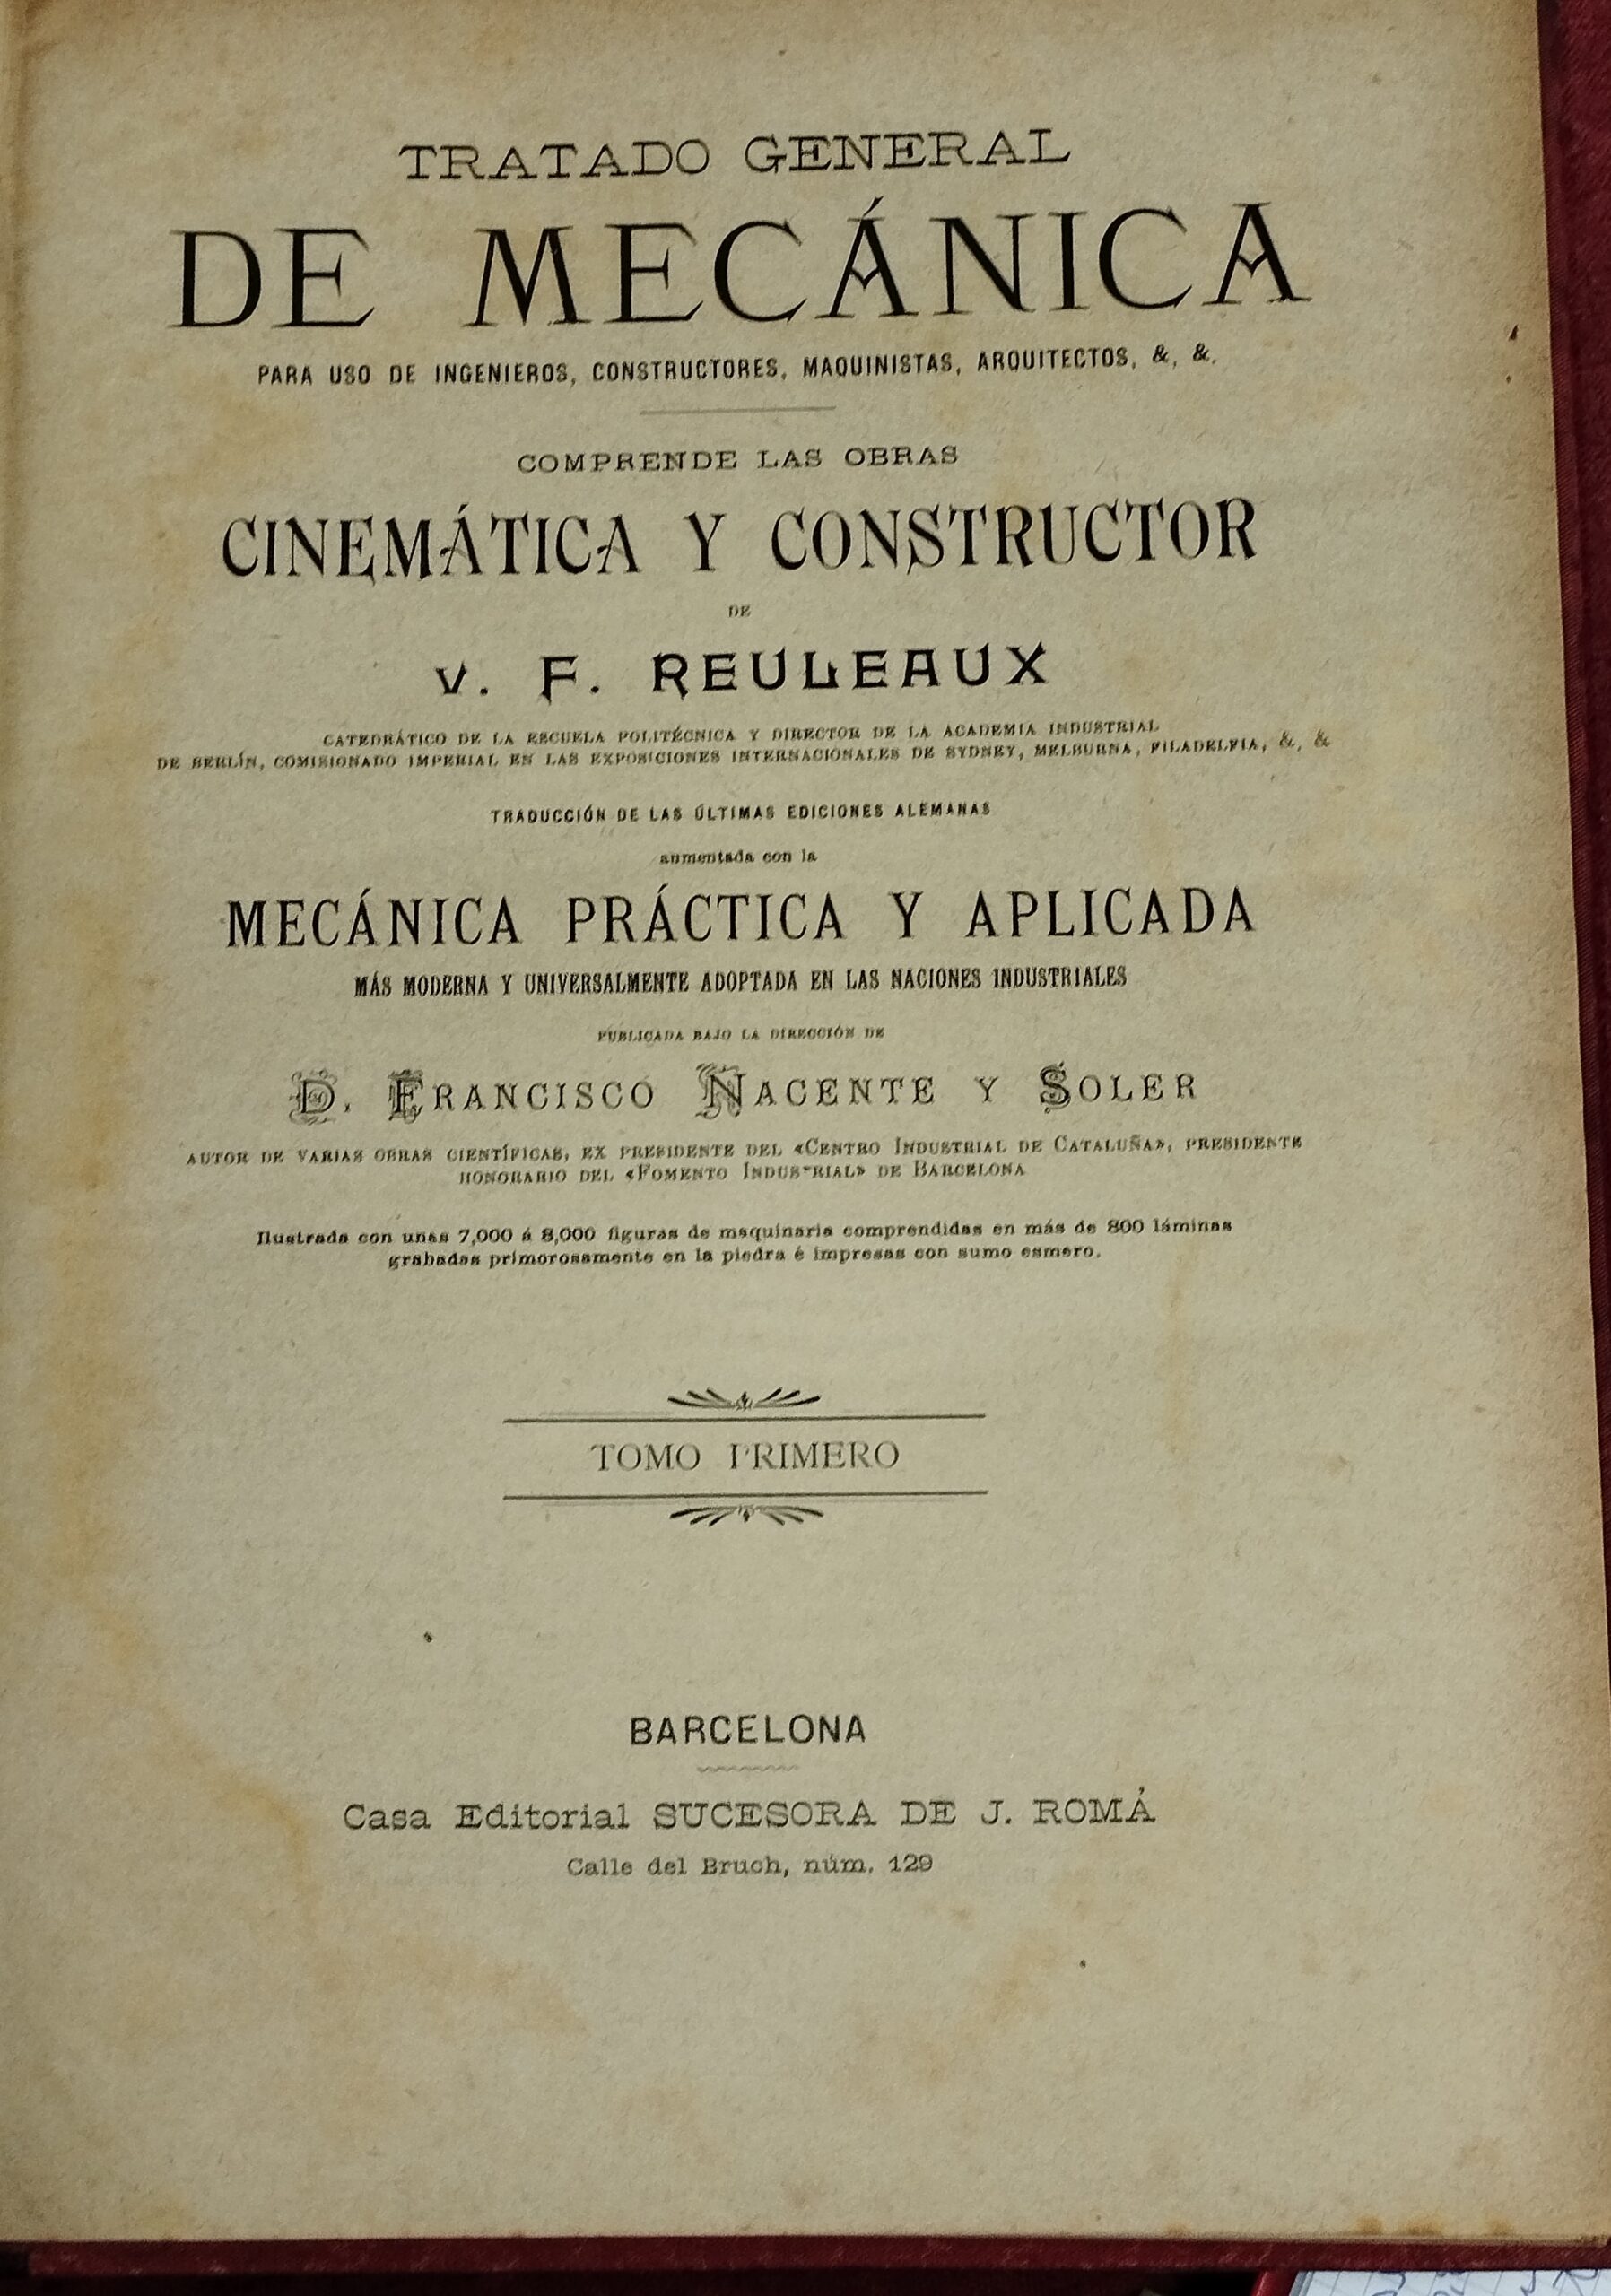 TRATADO GENERAL
DE MECÁNICA
PARA USO DE INGENIEROS, CONSTRUCTORES, MAQUINISTAS, ARQUITECTOS, &, &.
COMPRENDE LAS OBRAS
CINEMÁTICA Y CONSTRUCTOR
DE
V. F. REULEAUX
CATEDRÁTICO DE LA ESCUELA POLITÉCNICA Y DIRECTOR DE LA ACADEMIA INDUSTRIAL
DE BERLÍN, COMISIONADO IMPERIAL EN LAS EXPOSICIONES INTERNACIONALES DE SYDNEY, MELBURNA, FILADELFIA, &, &
TRADUCCIÓN DE LAS ÚLTIMAS EDICIONES ALEMANAS
aumentada con la
MECÁNICA PRÁCTICA Y APLICADA
MÁS MODERNA Y UNIVERSALMENTE ADOPTADA EN LAS NACIONES INDUSTRIALES
PUBLICADA BAJO LA DIRECCIÓN DE
D. FRANCISCO NACENTE Y SOLER
AUTOR DE VARIAS OBRAS CIENTÍFICAS, EX PRESIDENTE DEL «CENTRO INDUSTRIAL DE CATALUÑA», PRESIDENTE
HONORARIO DEL «FOMENTO INDUSTRIAL» DE BARCELONA
Ilustrada con unas 7,000 á 8,000 figuras de maquinaria comprendidas en más de 800 láminas
grabadas primorosamente en la piedra é impresas con sumo esmero.
TOMO PRIMERO
BARCELONA
Casa Editorial SUCESORA DE J. ROMÁ
Calle del Bruch, núm. 129